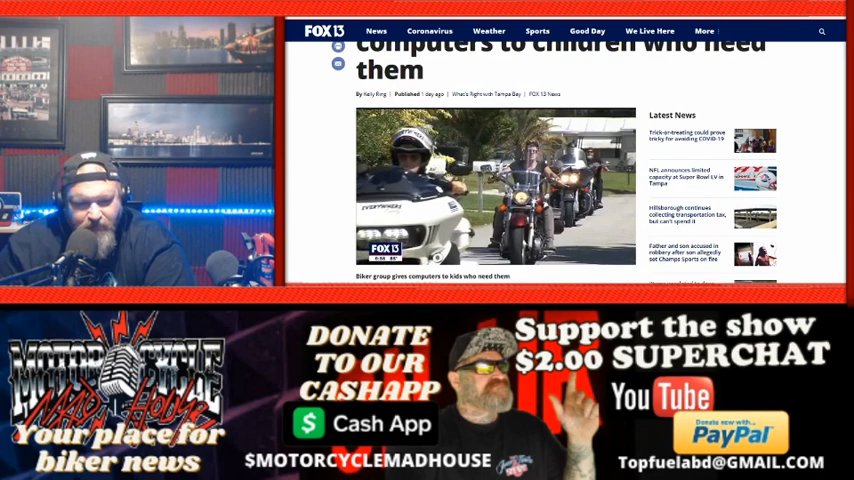 FOX 13 News Coronavirus Weather Sports Good Day We Live Here More
computers to children who need
them
By Kelly Ring | Published 1 day ago | What's Right with Tampa Bay | FOX 13 News
Latest News
Trick-or-treating could prove
tricky for avoiding COVID-19
NFL announces limited
capacity at Super Bowl LV in
Tampa
Hillsborough continues
collecting transportation tax,
but can't spend it
Father and son accused in
robbery after son allegedly
set Champs Sports on fire
EVERYWHERE
FOX 13
Biker group gives computers to kids who need them
MOTORCYCLE
MAD HOUSE
Your place for
biker news
DONATE
TO OUR
CASHAPP
$ Cash App
$MOTORCYCLEMADHOUSE
Support the show
$2.00 SUPERCHAT
YouTube
Donate now with...
PayPal
Topfuelabd@GMAIL.COM